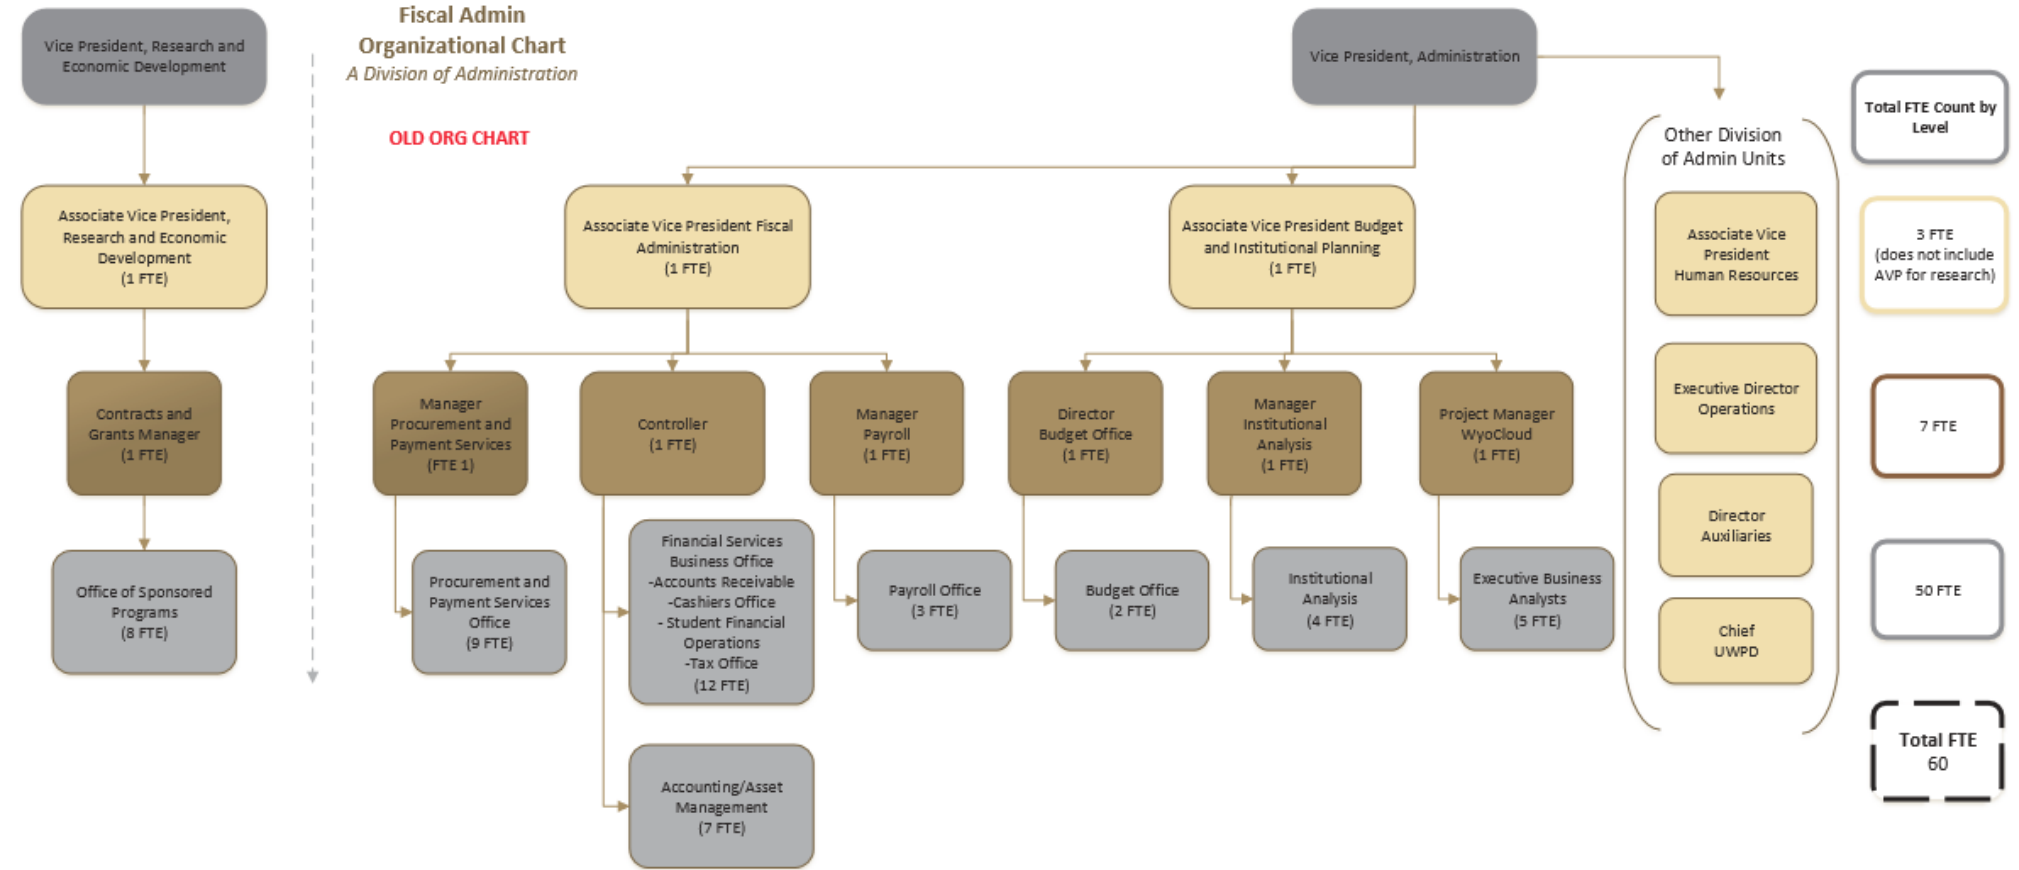 Vice President, Research and
Economic Development
Associate Vice President,
Research and Economic
Development
(1 FTE)
Contracts and
Grants Manager
(1 FTE)
Office of Sponsored
Programs
(8 FTE)
Fiscal Admin
Organizational Chart
A Division of Administration
OLD ORG CHART
Vice President, Administration
Associate Vice President Fiscal
Administration
(1 FTE)
Associate Vice President Budget
and Institutional Planning
(1 FTE)
Manager
Procurement and
Payment Services
(FTE 1)
Controller
(1 FTE)
Manager
Payroll
(1 FTE)
Director
Budget Office
(1 FTE)
Manager
Institutional
Analysis
(1 FTE)
Project Manager
WyoCloud
(1 FTE)
Procurement and
Payment Services
Office
(9 FTE)
Financial Services
Business Office
-Accounts Receivable
-Cashiers Office
- Student Financial
Operations
-Tax Office
(12 FTE)
Payroll Office
(3 FTE)
Budget Office
(2 FTE)
Institutional
Analysis
(4 FTE)
Executive Business
Analysts
(5 FTE)
Accounting/Asset
Management
(7 FTE)
Other Division
of Admin Units
Associate Vice
President
Human Resources
Executive Director
Operations
Director
Auxiliaries
Chief
UWPD
Total FTE Count by
Level
3 FTE
(does not include
AVP for research)
7 FTE
50 FTE
Total FTE
60